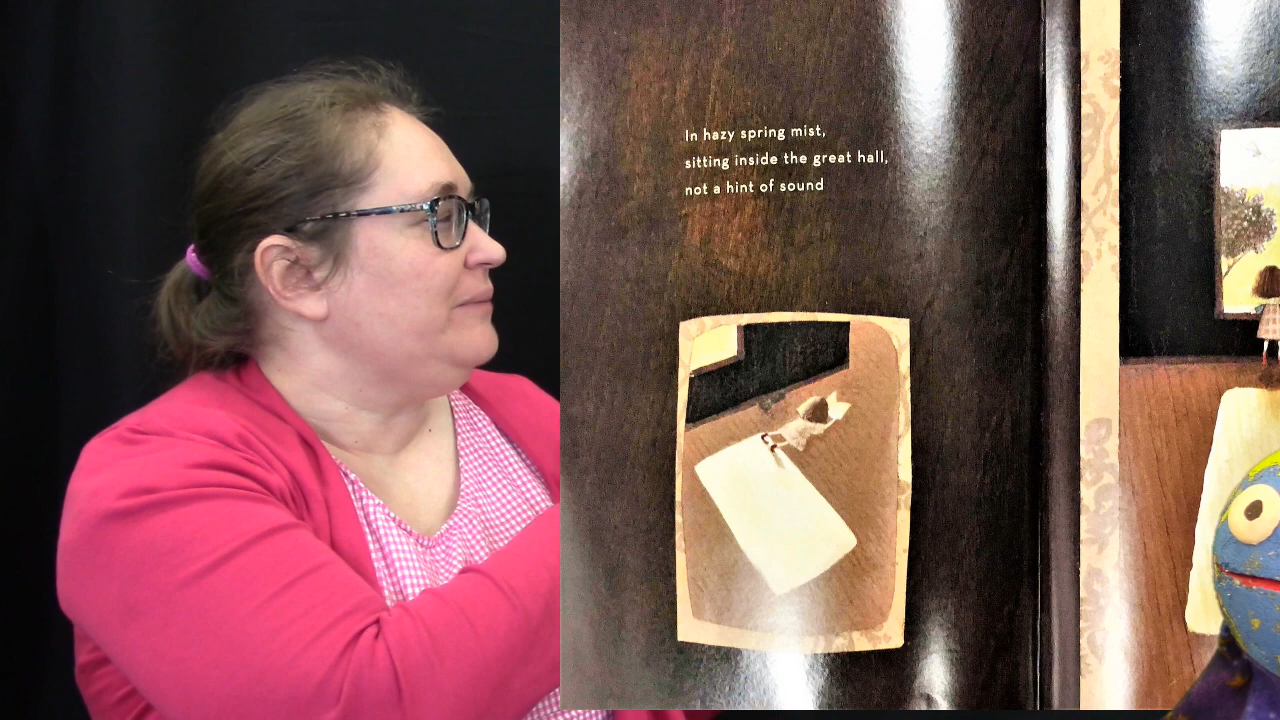 In hazy spring mist,
sitting inside the great hall,
not a hint of sound